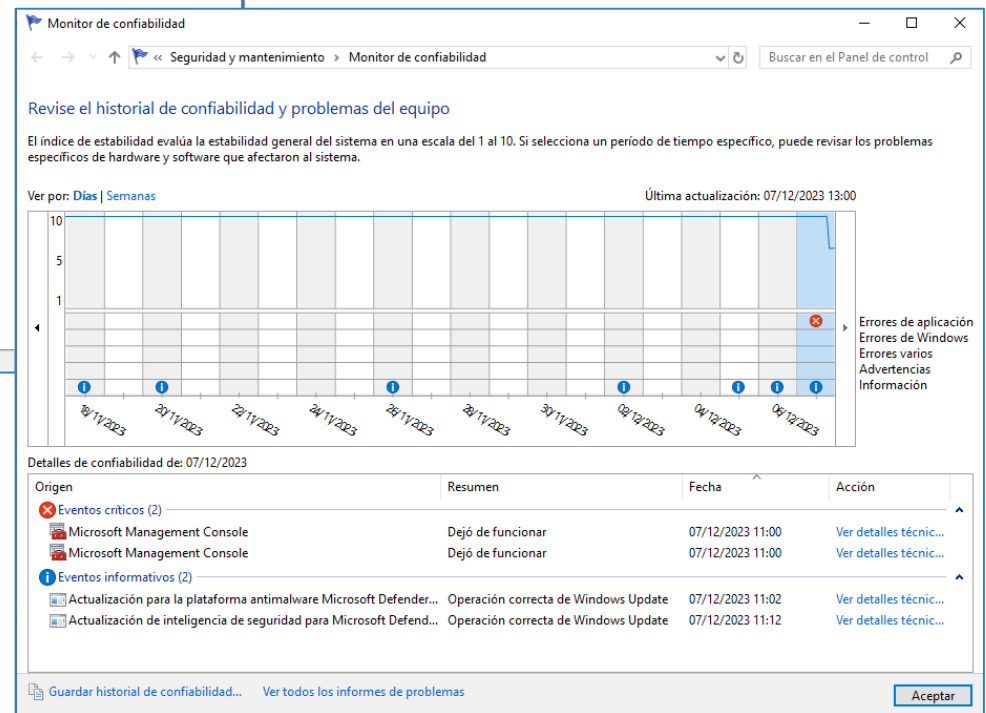 Monitor de confiabilidad
« Seguridad y mantenimiento > Monitor de confiabilidad
Buscar en el Panel de control
Revise el historial de confiabilidad y problemas del equipo
El índice de estabilidad evalúa la estabilidad general del sistema en una escala del 1 al 10. Si selecciona un período de tiempo específico, puede revisar los problemas
específicos de hardware y software que afectaron al sistema.
Ver por: Días | Semanas
Última actualización: 07/12/2023 13:00
10
5
1
Errores de aplicación
Errores de Windows
Errores varios
Advertencias
Información
18/11/2023 20/11/2023 22/11/2023 24/11/2023 26/11/2023 28/11/2023 30/11/2023 02/12/2023 04/12/2023 06/12/2023
Detalles de confiabilidad de: 07/12/2023
Origen Resumen Fecha Acción
Eventos críticos (2)
Microsoft Management Console Dejó de funcionar 07/12/2023 11:00 Ver detalles técnic...
Microsoft Management Console Dejó de funcionar 07/12/2023 11:00 Ver detalles técnic...
Eventos informativos (2)
Actualización para la plataforma antimalware Microsoft Defender... Operación correcta de Windows Update 07/12/2023 11:02 Ver detalles técnic...
Actualización de inteligencia de seguridad para Microsoft Defend... Operación correcta de Windows Update 07/12/2023 11:12 Ver detalles técnic...
Guardar historial de confiabilidad... Ver todos los informes de problemas
Aceptar